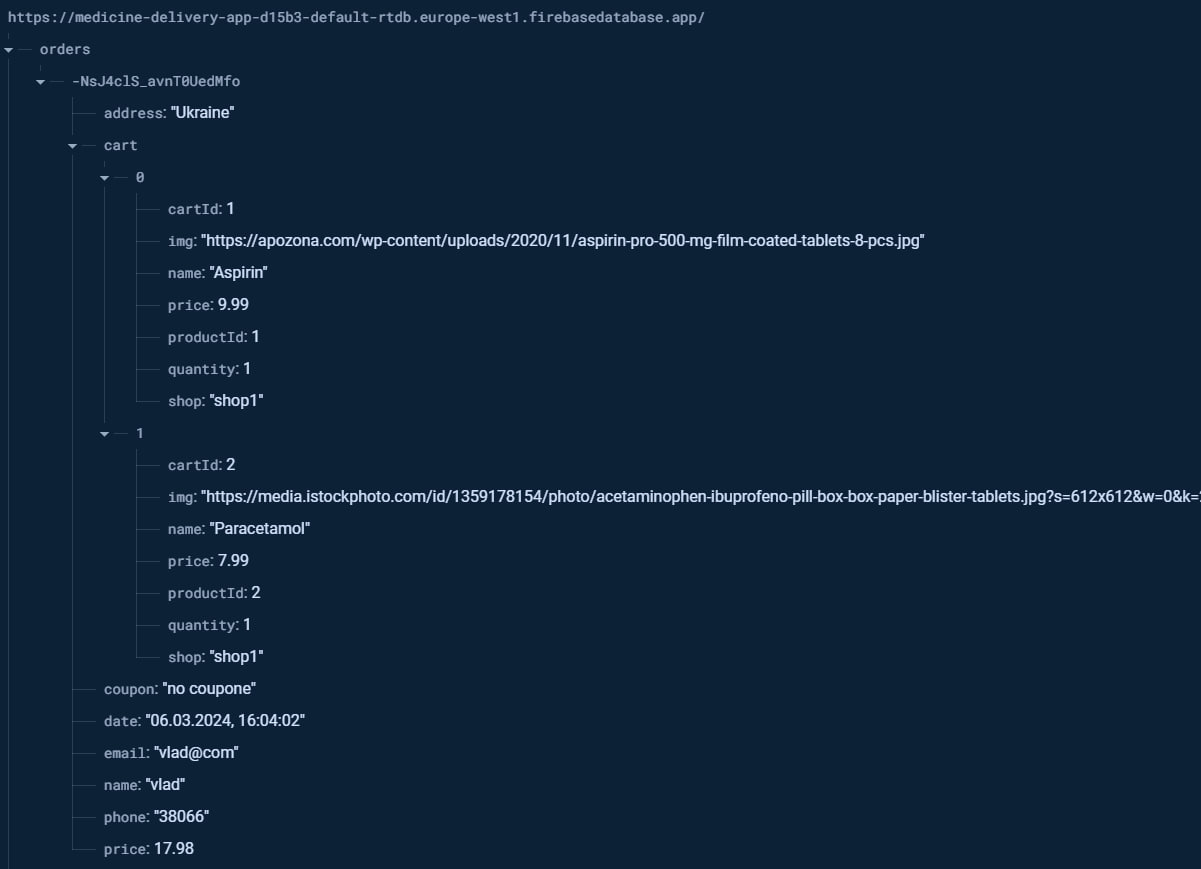 https://medicine-delivery-app-d15b3-default-rtdb.europe-west1.firebasedatabase.app/
orders
-NsJ4clS_avnT0UedMfo
address: "Ukraine"
cart
0
cartId: 1
img: "https://apozona.com/wp-content/uploads/2020/11/aspirin-pro-500-mg-film-coated-tablets-8-pcs.jpg"
name: "Aspirin"
price: 9.99
productId: 1
quantity: 1
shop: "shop1"
1
cartId: 2
img: "https://media.istockphoto.com/id/1359178154/photo/acetaminophen-ibuprofeno-pill-box-box-paper-blister-tablets.jpg?s=612x612&w=0&k=
name: "Paracetamol"
price: 7.99
productId: 2
quantity: 1
shop: "shop1"
coupon: "no coupone"
date: "06.03.2024, 16:04:02"
email: "vlad@com"
name: "vlad"
phone: "38066"
price: 17.98